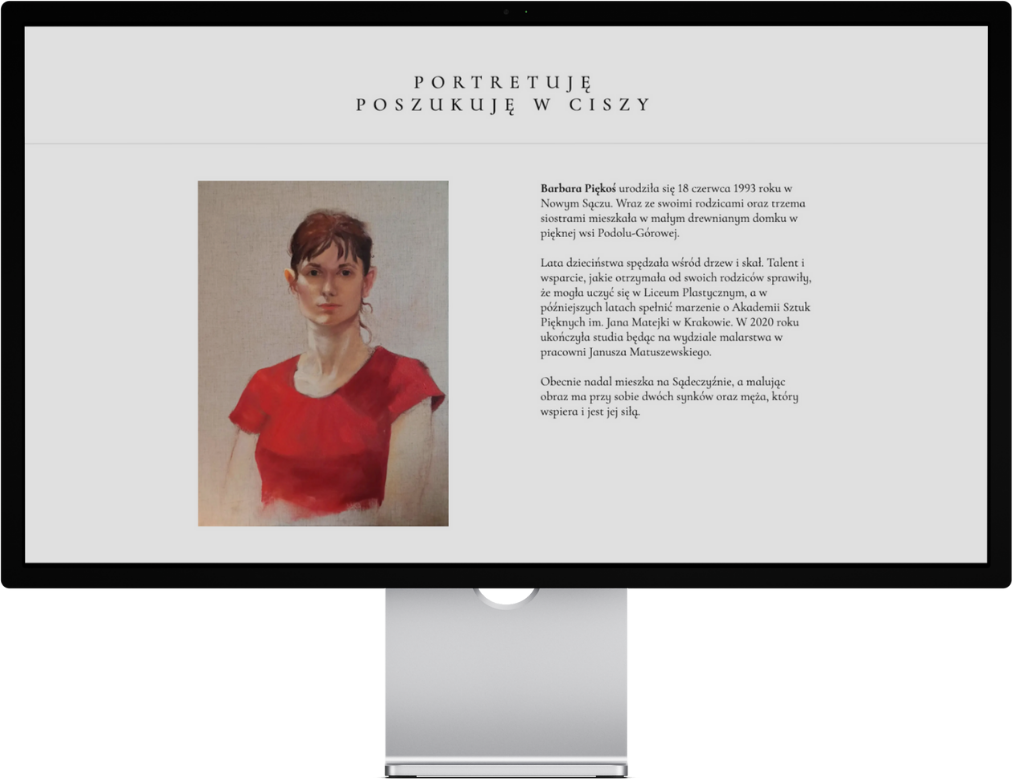 PORTRETUJĘ
POSZUKUJĘ W CISZY
Barbara Piękoś urodziła się 18 czerwca 1993 roku w
Nowym Sączu. Wraz ze swoimi rodzicami oraz trzema
siostrami mieszkała w małym drewnianym domku w
pięknej wsi Podolu-Górowej.
Lata dzieciństwa spędzała wśród drzew i skał. Talent i
wsparcie, jakie otrzymała od swoich rodziców sprawiły,
że mogła uczyć się w Liceum Plastycznym, a w
późniejszych latach spełnić marzenie o Akademii Sztuk
Pięknych im. Jana Matejki w Krakowie. W 2020 roku
ukończyła studia będąc na wydziale malarstwa w
pracowni Janusza Matuszewskiego.
Obecnie nadal mieszka na Sądeczyźnie, a malując
obraz ma przy sobie dwóch synków oraz męża, który
wspiera i jest jej siłą.